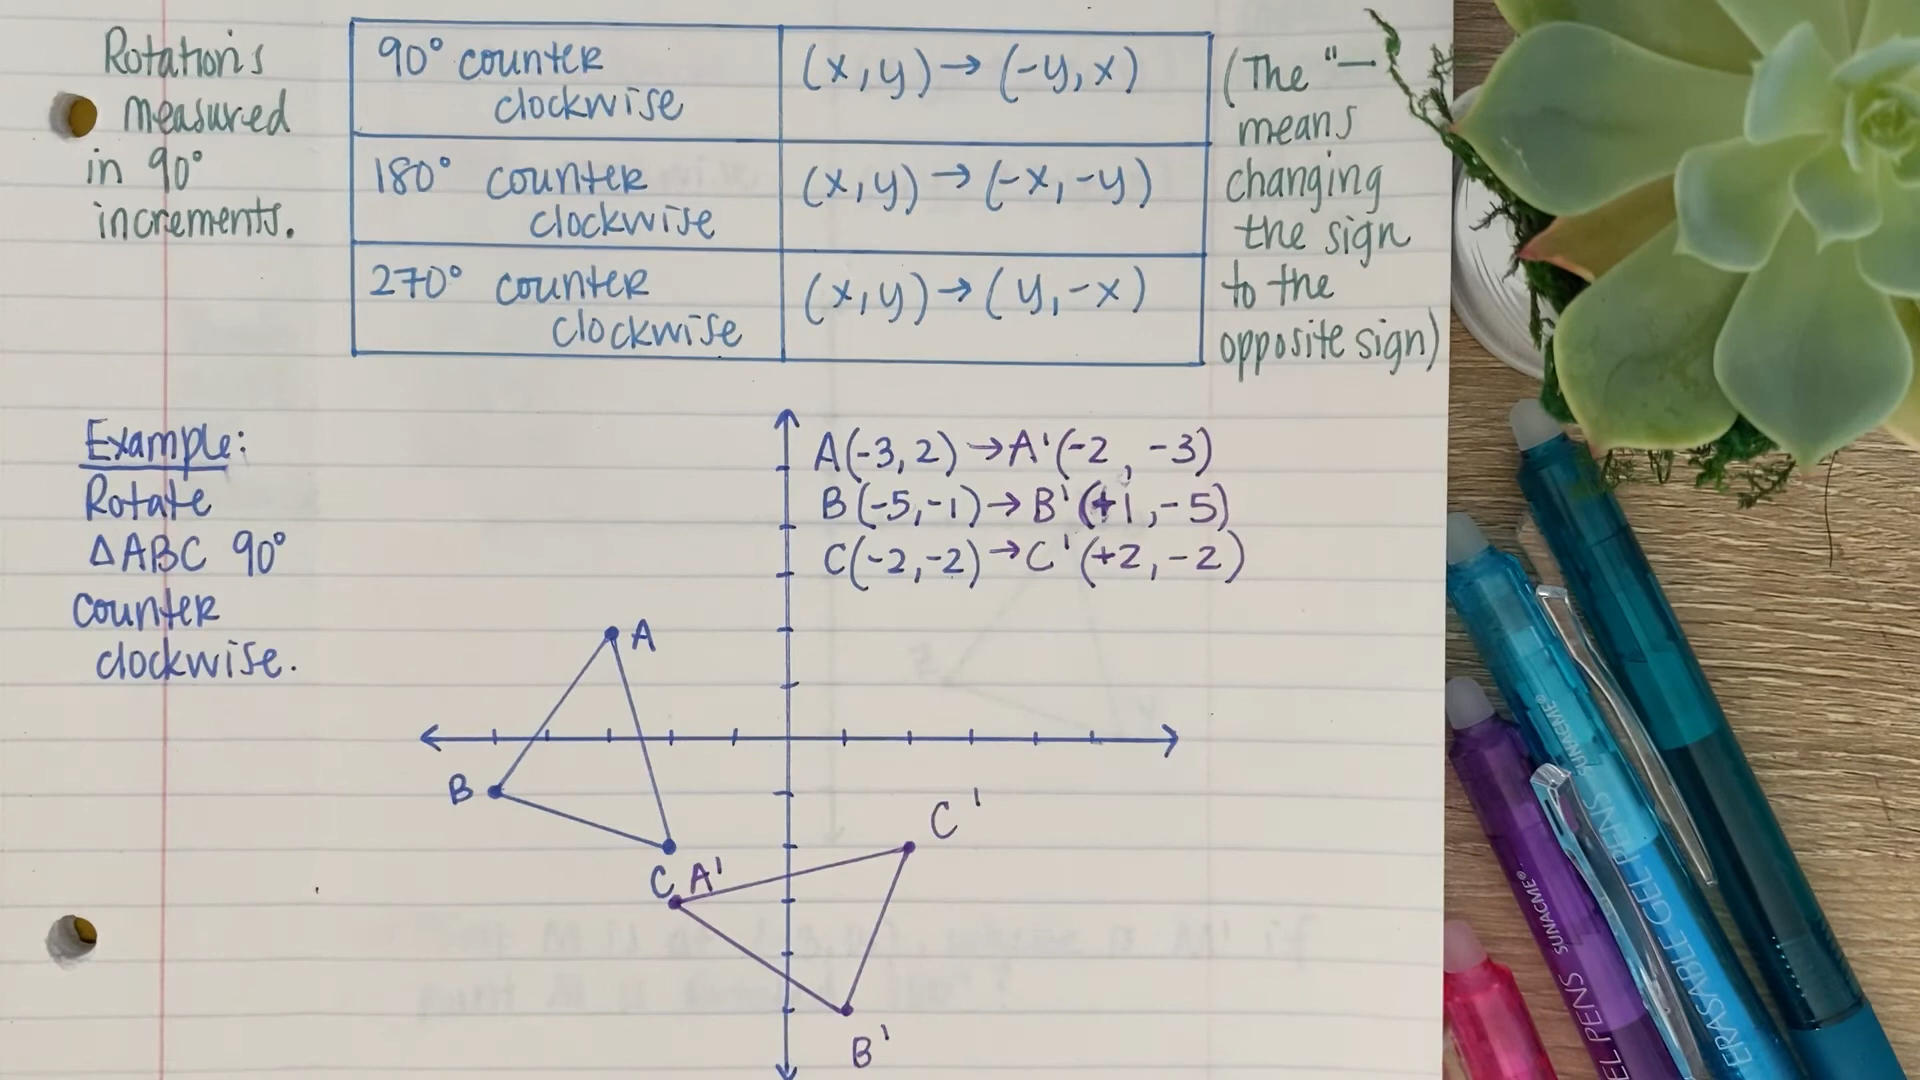 Rotations
measured
in 90°
increments.
90° counter
clockwise
(x,y)→(-y,x)
180° counter
clockwise
(x,y)→(-x,-y)
270° counter
clockwise
(x,y)→(y,-x)
(The "—
means
changing
the sign
to the
opposite sign)
Example:
Rotate
△ABC 90°
counter
clockwise.
A(-3,2)→A'(-2, -3)
B(-5,-1)→B'(+1,-5)
C(-2,-2)→C'(+2,-2)
A
B
C
A'
C'
B'
SUNACME® ERASABLE GEL PENS
SUNACME® GEL PENS